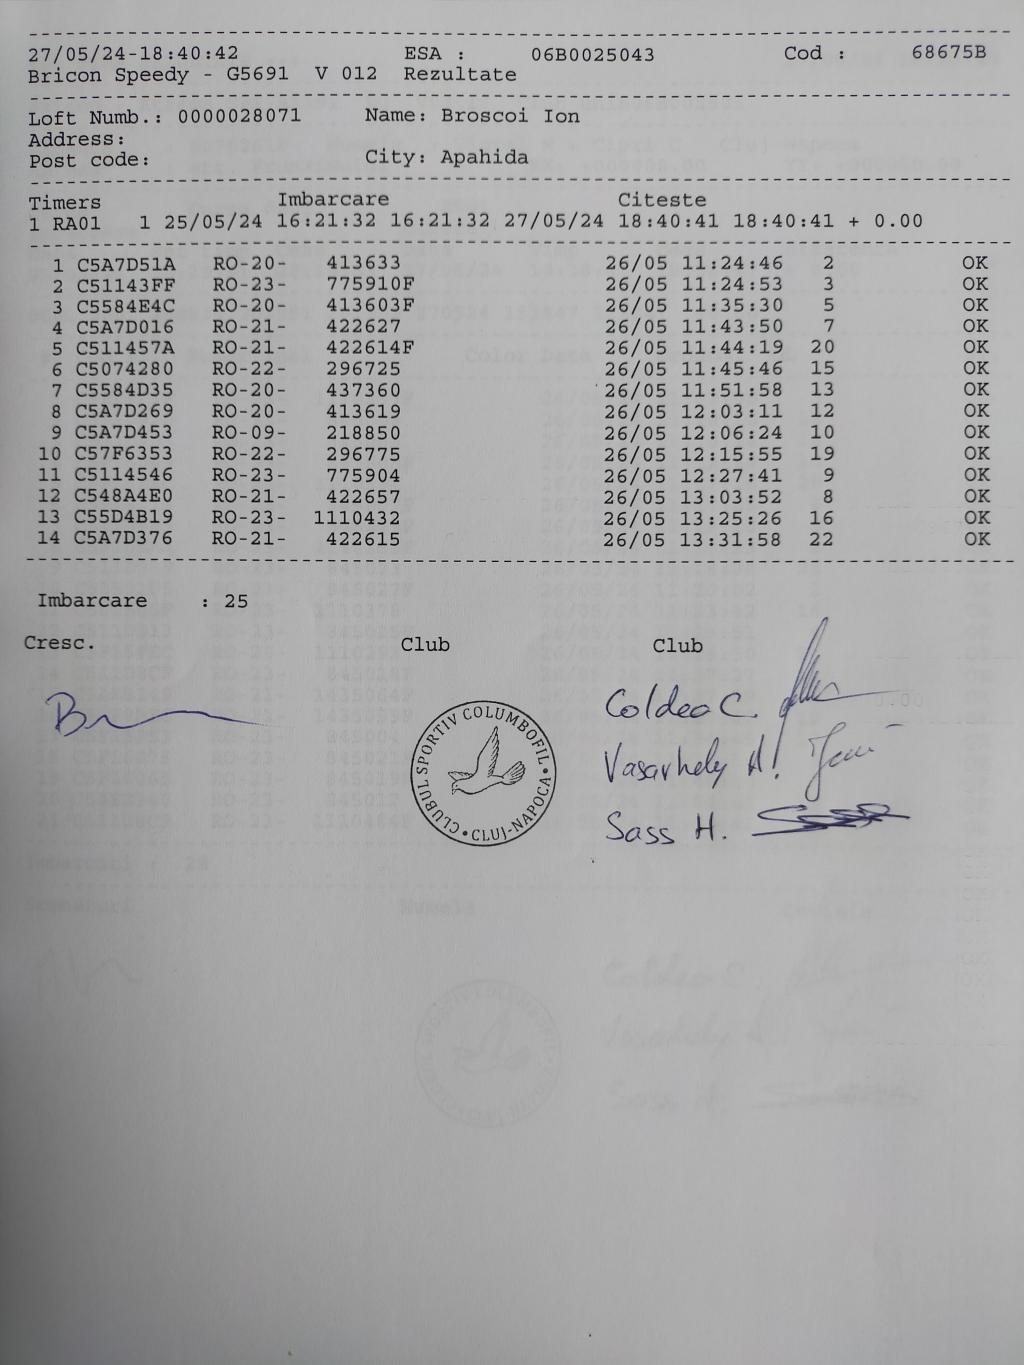 27/05/24-18:40:42 ESA : 06B0025043 Cod : 68675B
Bricon Speedy - G5691 V 012 Rezultate
Loft Numb.: 0000028071 Name: Broscoi Ion
Address:
Post code: City: Apahida
Timers Imbarcare Citeste
1 RA01 1 25/05/24 16:21:32 16:21:32 27/05/24 18:40:41 18:40:41 + 0.00
1 C5A7D51A RO-20- 413633 26/05 11:24:46 2 OK
2 C51143FF RO-23- 775910F 26/05 11:24:53 3 OK
3 C5584E4C RO-20- 413603F 26/05 11:35:30 5 OK
4 C5A7D016 RO-21- 422627 26/05 11:43:50 7 OK
5 C511457A RO-21- 422614F 26/05 11:44:19 20 OK
6 C5074280 RO-22- 296725 26/05 11:45:46 15 OK
7 C5584D35 RO-20- 437360 26/05 11:51:58 13 OK
8 C5A7D269 RO-20- 413619 26/05 12:03:11 12 OK
9 C5A7D453 RO-09- 218850 26/05 12:06:24 10 OK
10 C57F6353 RO-22- 296775 26/05 12:15:55 19 OK
11 C5114546 RO-23- 775904 26/05 12:27:41 9 OK
12 C548A4E0 RO-21- 422657 26/05 13:03:52 8 OK
13 C55D4B19 RO-23- 1110432 26/05 13:25:26 16 OK
14 C5A7D376 RO-21- 422615 26/05 13:31:58 22 OK
Imbarcare : 25
Cresc. Club Club
Coldea C.
Vasarhely A!
Sass H.
CLUBUL SPORTIV COLUMBOFIL • CLUJ-NAPOCA •